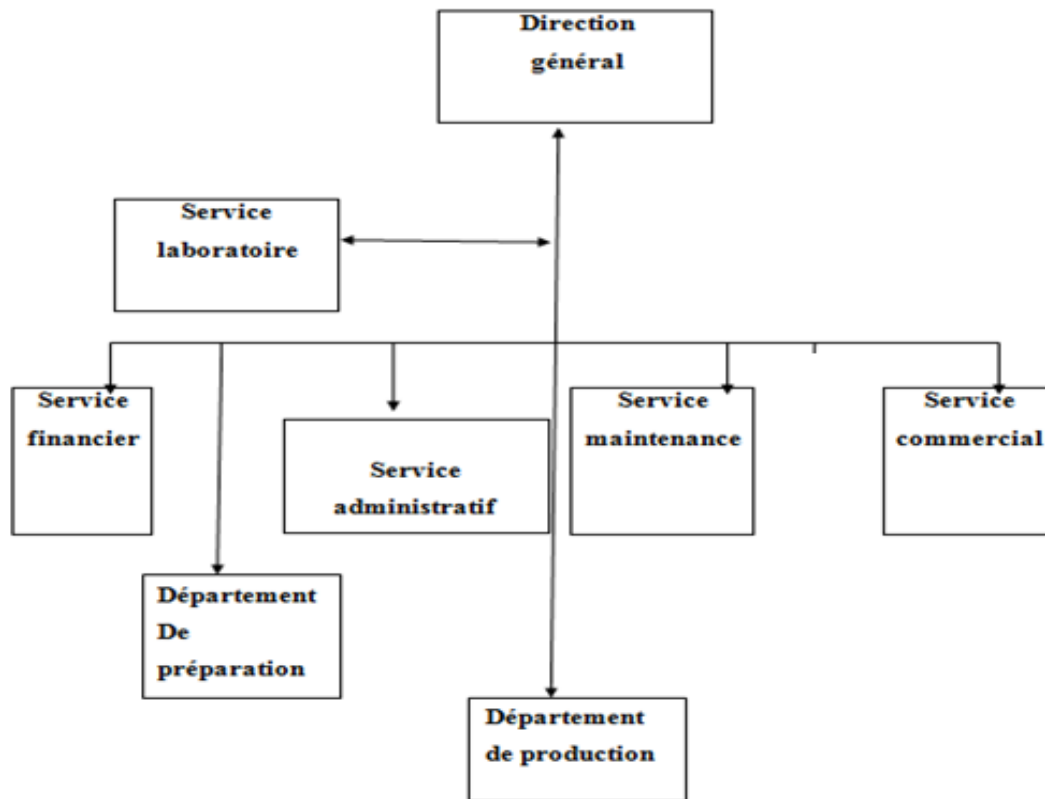 Direction
général
Service
laboratoire
Service
financier
Service
administratif
Service
maintenance
Service
commercial
Département
De
préparation
Département
de production